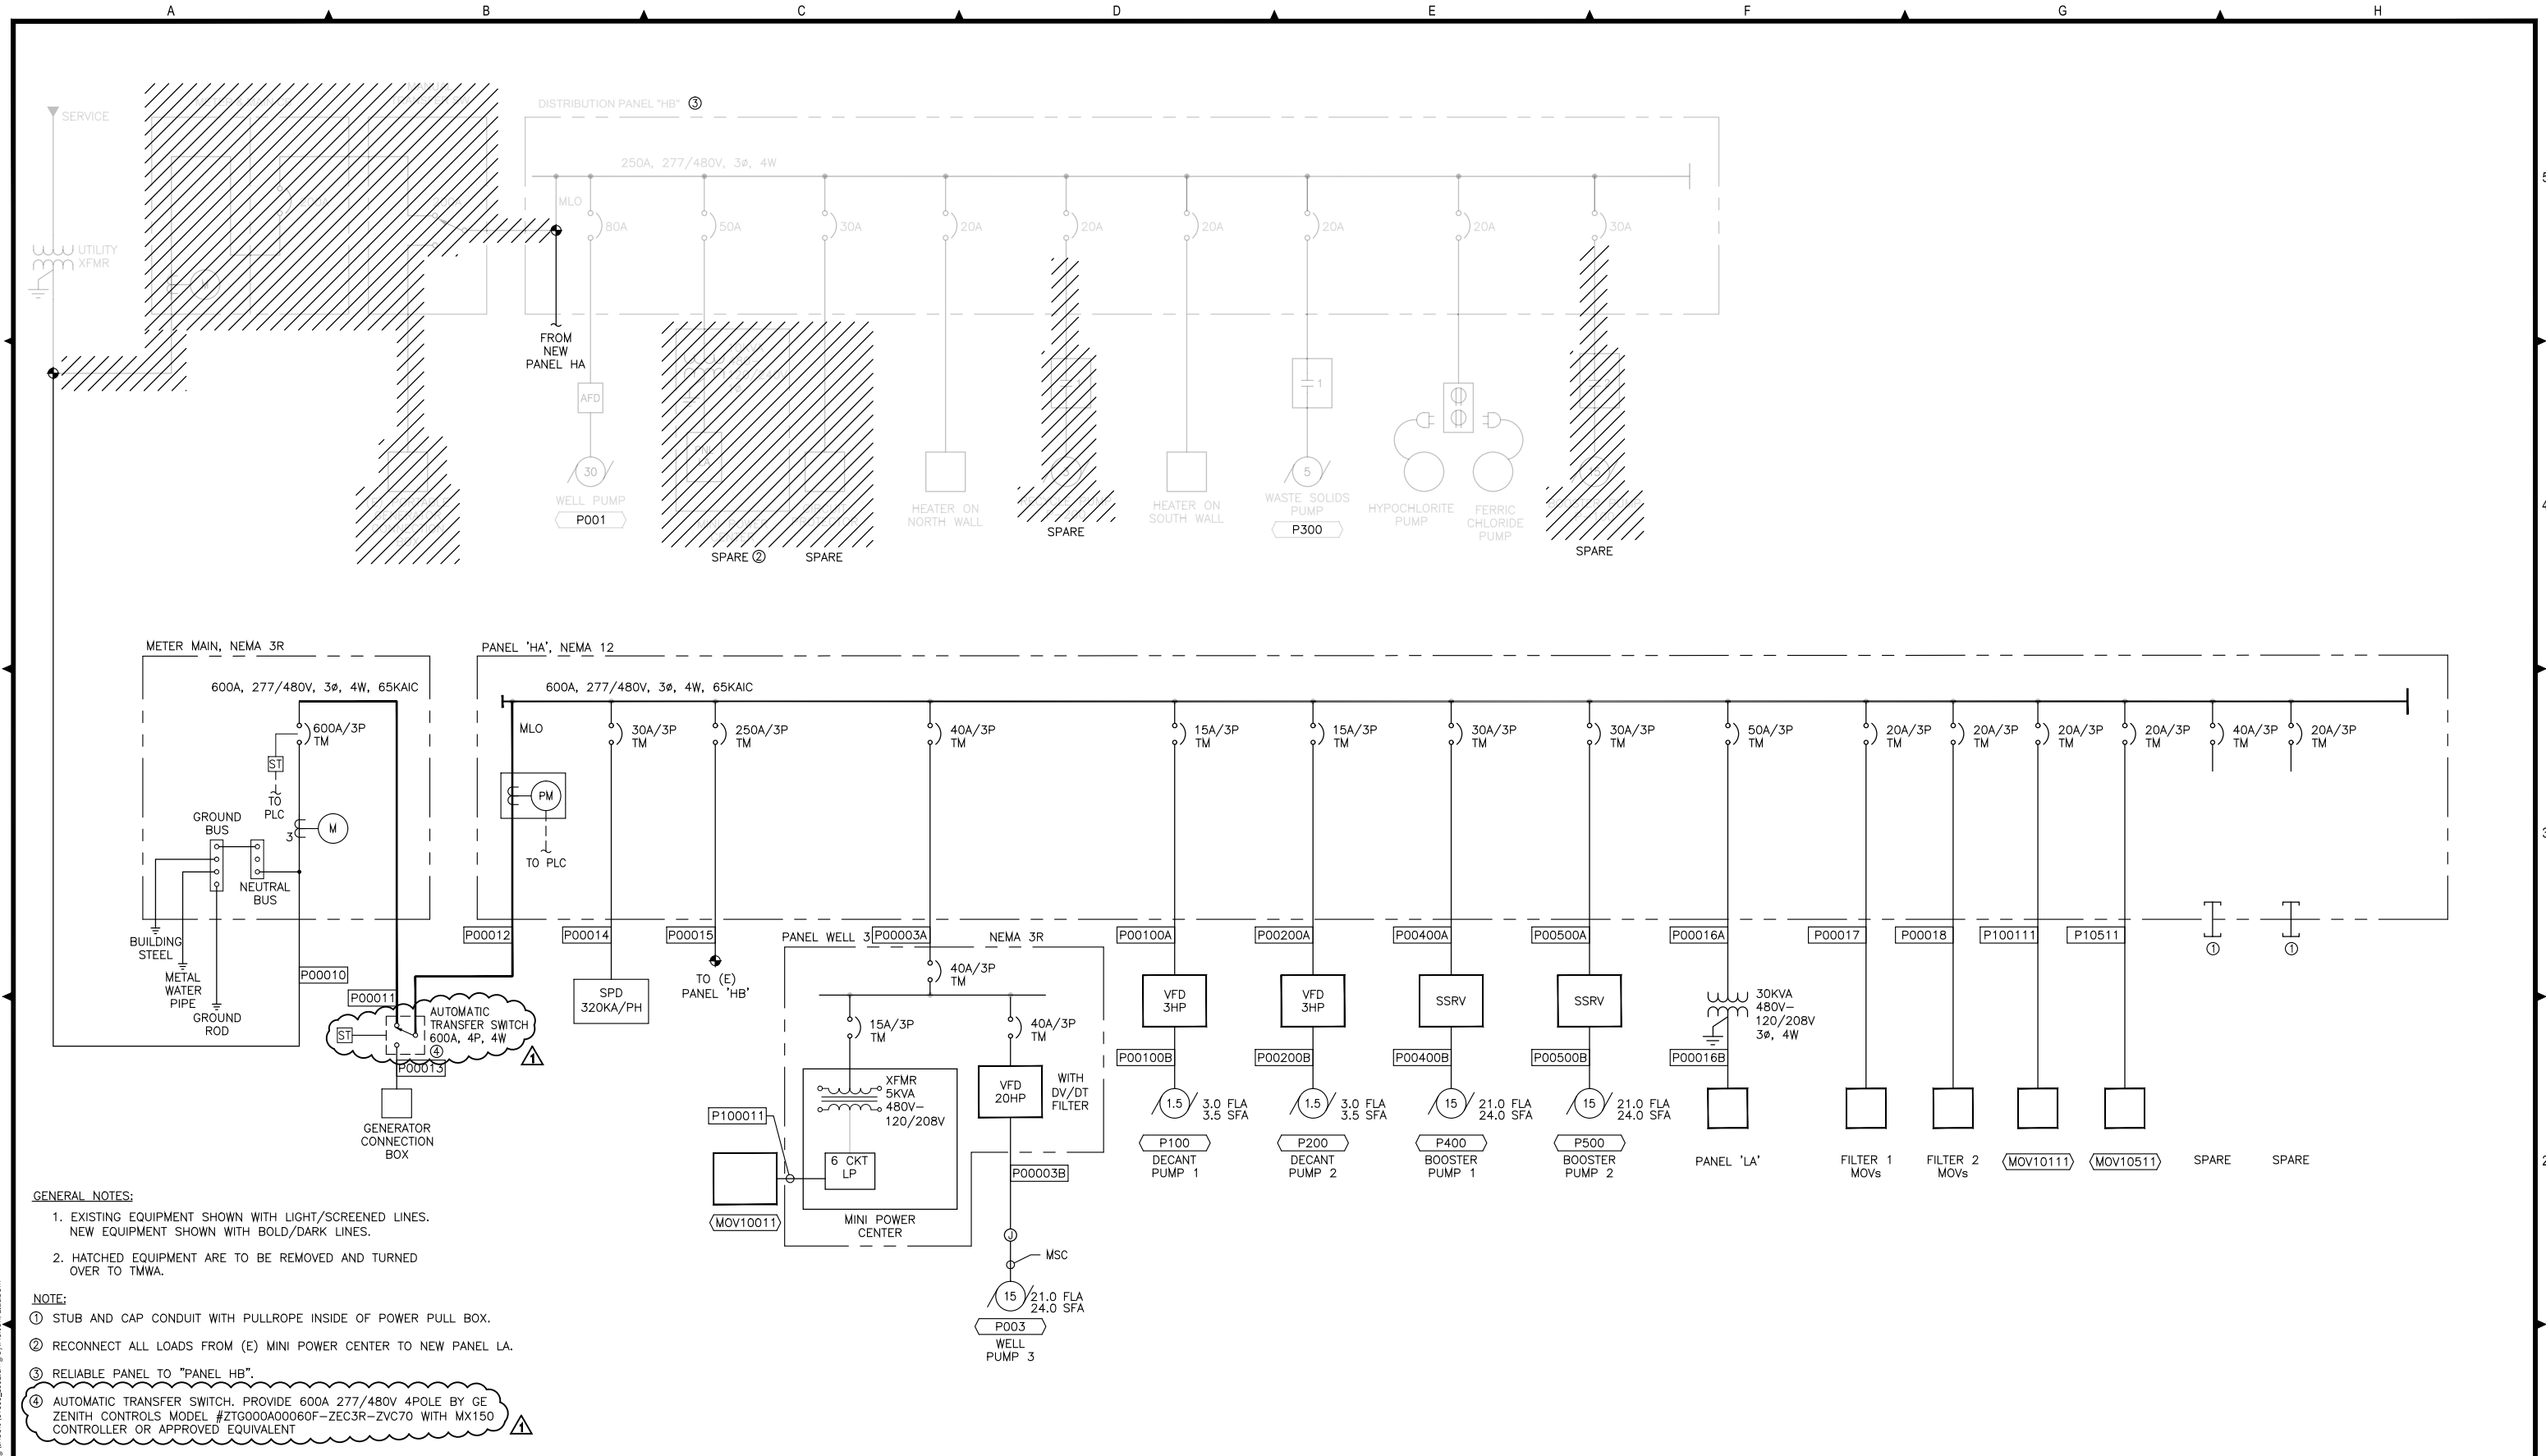 A B C D E F G H
5
4
3
2
SERVICE
DISTRIBUTION PANEL "HB" ③
250A, 277/480V, 3ø, 4W
MLO
80A
50A
30A
20A
20A
20A
20A
20A
30A
UTILITY
XFMR
FROM
NEW
PANEL HA
AFD
30
WELL PUMP
P001
SPARE ②
SPARE
HEATER ON
NORTH WALL
SPARE
HEATER ON
SOUTH WALL
1
5
WASTE SOLIDS
PUMP
P300
HYPOCHLORITE
PUMP
FERRIC
CHLORIDE
PUMP
SPARE
METER MAIN, NEMA 3R
600A, 277/480V, 3ø, 4W, 65KAIC
600A/3P
TM
ST
TO
PLC
GROUND
BUS
3
M
NEUTRAL
BUS
BUILDING
STEEL
METAL
WATER
PIPE
GROUND
ROD
P00010
P00011
ST
AUTOMATIC
TRANSFER SWITCH
600A, 4P, 4W
④
1
P00013
GENERATOR
CONNECTION
BOX
PANEL 'HA', NEMA 12
600A, 277/480V, 3ø, 4W, 65KAIC
MLO
PM
TO PLC
P00012
30A/3P
TM
P00014
SPD
320KA/PH
250A/3P
TM
P00015
TO (E)
PANEL 'HB'
40A/3P
TM
PANEL WELL 3
P00003A
NEMA 3R
40A/3P
TM
15A/3P
TM
40A/3P
TM
XFMR
5KVA
480V-
120/208V
6 CKT
LP
P100011
MOV10011
MINI POWER
CENTER
VFD
20HP
WITH
DV/DT
FILTER
P00003B
J
MSC
15
21.0 FLA
24.0 SFA
P003
WELL
PUMP 3
15A/3P
TM
P00100A
VFD
3HP
P00100B
1.5
3.0 FLA
3.5 SFA
P100
DECANT
PUMP 1
15A/3P
TM
P00200A
VFD
3HP
P00200B
1.5
3.0 FLA
3.5 SFA
P200
DECANT
PUMP 2
30A/3P
TM
P00400A
SSRV
P00400B
15
21.0 FLA
24.0 SFA
P400
BOOSTER
PUMP 1
30A/3P
TM
P00500A
SSRV
P00500B
15
21.0 FLA
24.0 SFA
P500
BOOSTER
PUMP 2
50A/3P
TM
P00016A
30KVA
480V-
120/208V
3ø, 4W
P00016B
PANEL 'LA'
20A/3P
TM
P00017
FILTER 1
MOVs
20A/3P
TM
P00018
FILTER 2
MOVs
20A/3P
TM
P100111
MOV10111
20A/3P
TM
P10511
MOV10511
40A/3P
TM
①
SPARE
20A/3P
TM
①
SPARE
GENERAL NOTES:
1. EXISTING EQUIPMENT SHOWN WITH LIGHT/SCREENED LINES.
NEW EQUIPMENT SHOWN WITH BOLD/DARK LINES.
2. HATCHED EQUIPMENT ARE TO BE REMOVED AND TURNED
OVER TO TMWA.
NOTE:
① STUB AND CAP CONDUIT WITH PULLROPE INSIDE OF POWER PULL BOX.
② RECONNECT ALL LOADS FROM (E) MINI POWER CENTER TO NEW PANEL LA.
③ RELIABLE PANEL TO "PANEL HB".
④ AUTOMATIC TRANSFER SWITCH. PROVIDE 600A 277/480V 4POLE BY GE
ZENITH CONTROLS MODEL #ZTG000A00060F-ZEC3R-ZVC70 WITH MX150
CONTROLLER OR APPROVED EQUIVALENT
1